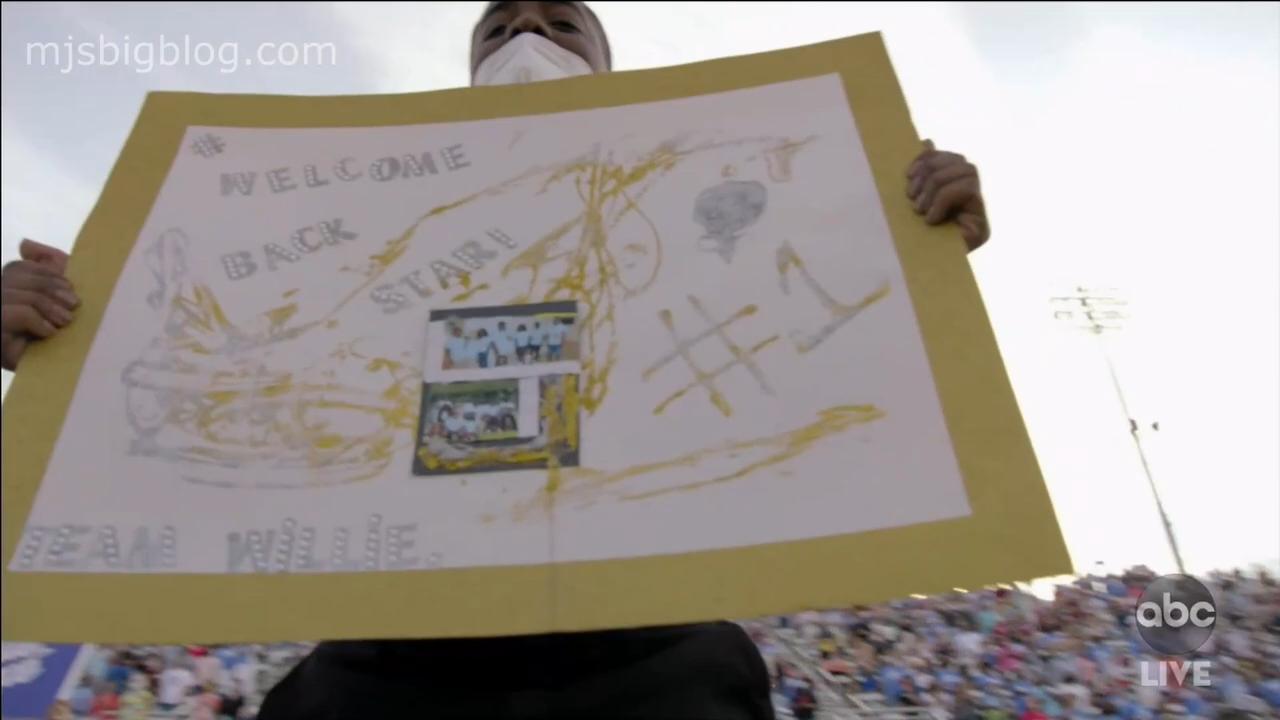 mjsbigblog.com
#
WELCOME
BACK
STAR!
#1
TEAM WILLIE.
abc
LIVE